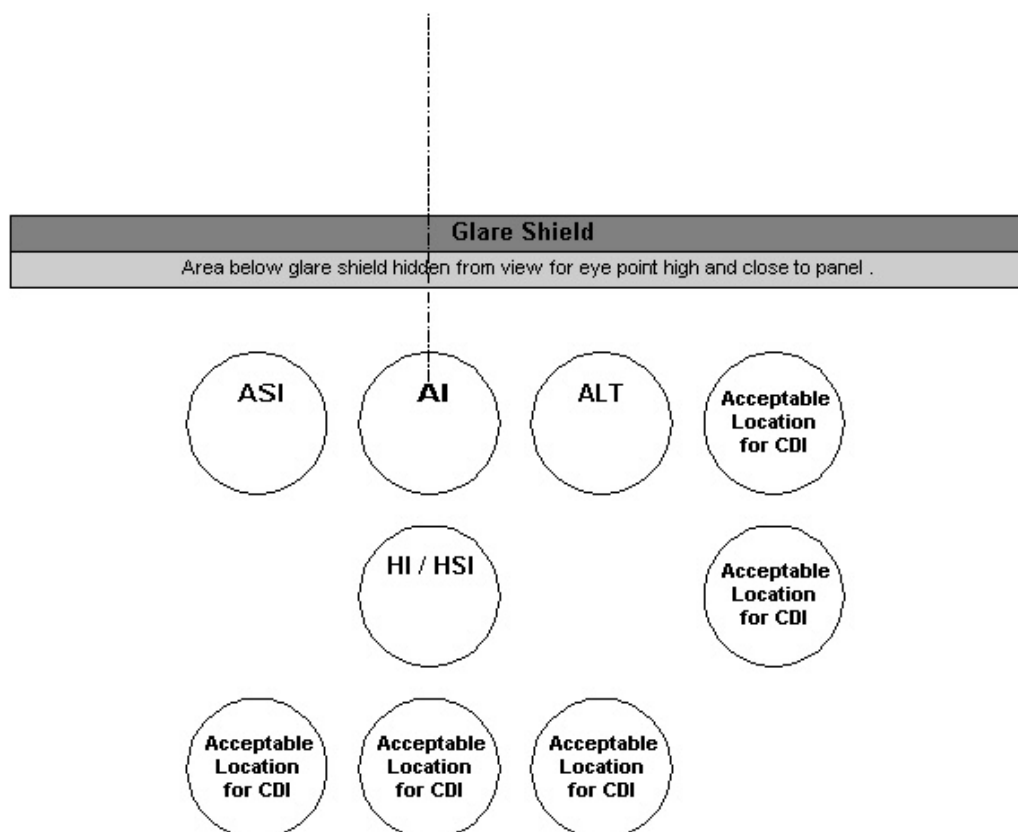 Glare Shield
Area below glare shield hidden from view for eye point high and close to panel .
ASI
AI
ALT
Acceptable
Location
for CDI
HI / HSI
Acceptable
Location
for CDI
Acceptable
Location
for CDI
Acceptable
Location
for CDI
Acceptable
Location
for CDI